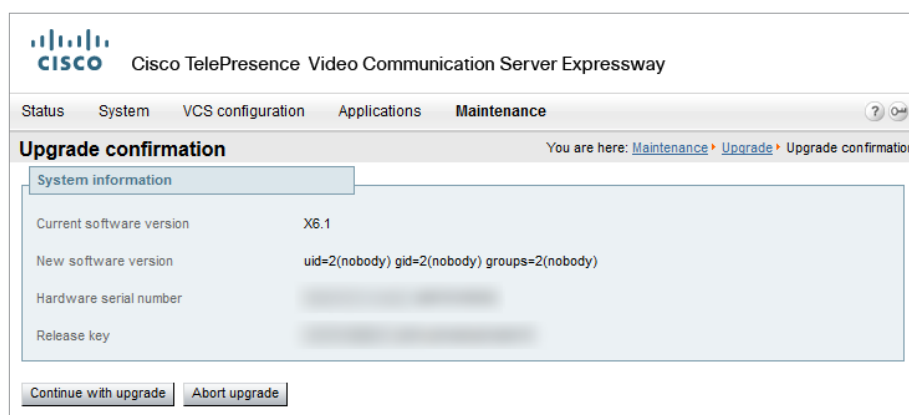 CISCO Cisco TelePresence Video Communication Server Expressway
Status System VCS configuration Applications Maintenance ?
Upgrade confirmation You are here: Maintenance Upgrade Upgrade confirmation
System information
Current software version X6.1
New software version uid=2(nobody) gid=2(nobody) groups=2(nobody)
Hardware serial number
Release key
Continue with upgrade Abort upgrade